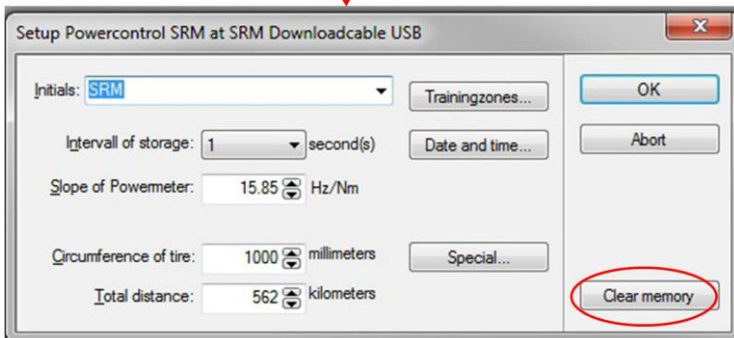 Setup Powercontrol SRM at SRM Downloadcable USB
x
Initials: SRM
Trainingzones...
OK
Intervall of storage: 1 second(s)
Date and time...
Abort
Slope of Powermeter: 15.85 Hz/Nm
Circumference of tire: 1000 millimeters
Special...
Total distance: 562 kilometers
Clear memory